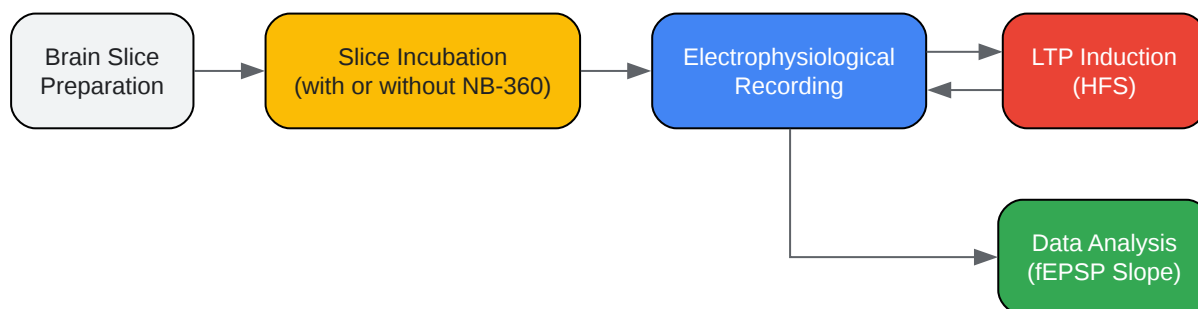 Brain Slice
Preparation
Slice Incubation
(with or without NB-360)
Electrophysiological
Recording
LTP Induction
(HFS)
Data Analysis
(fEPSP Slope)